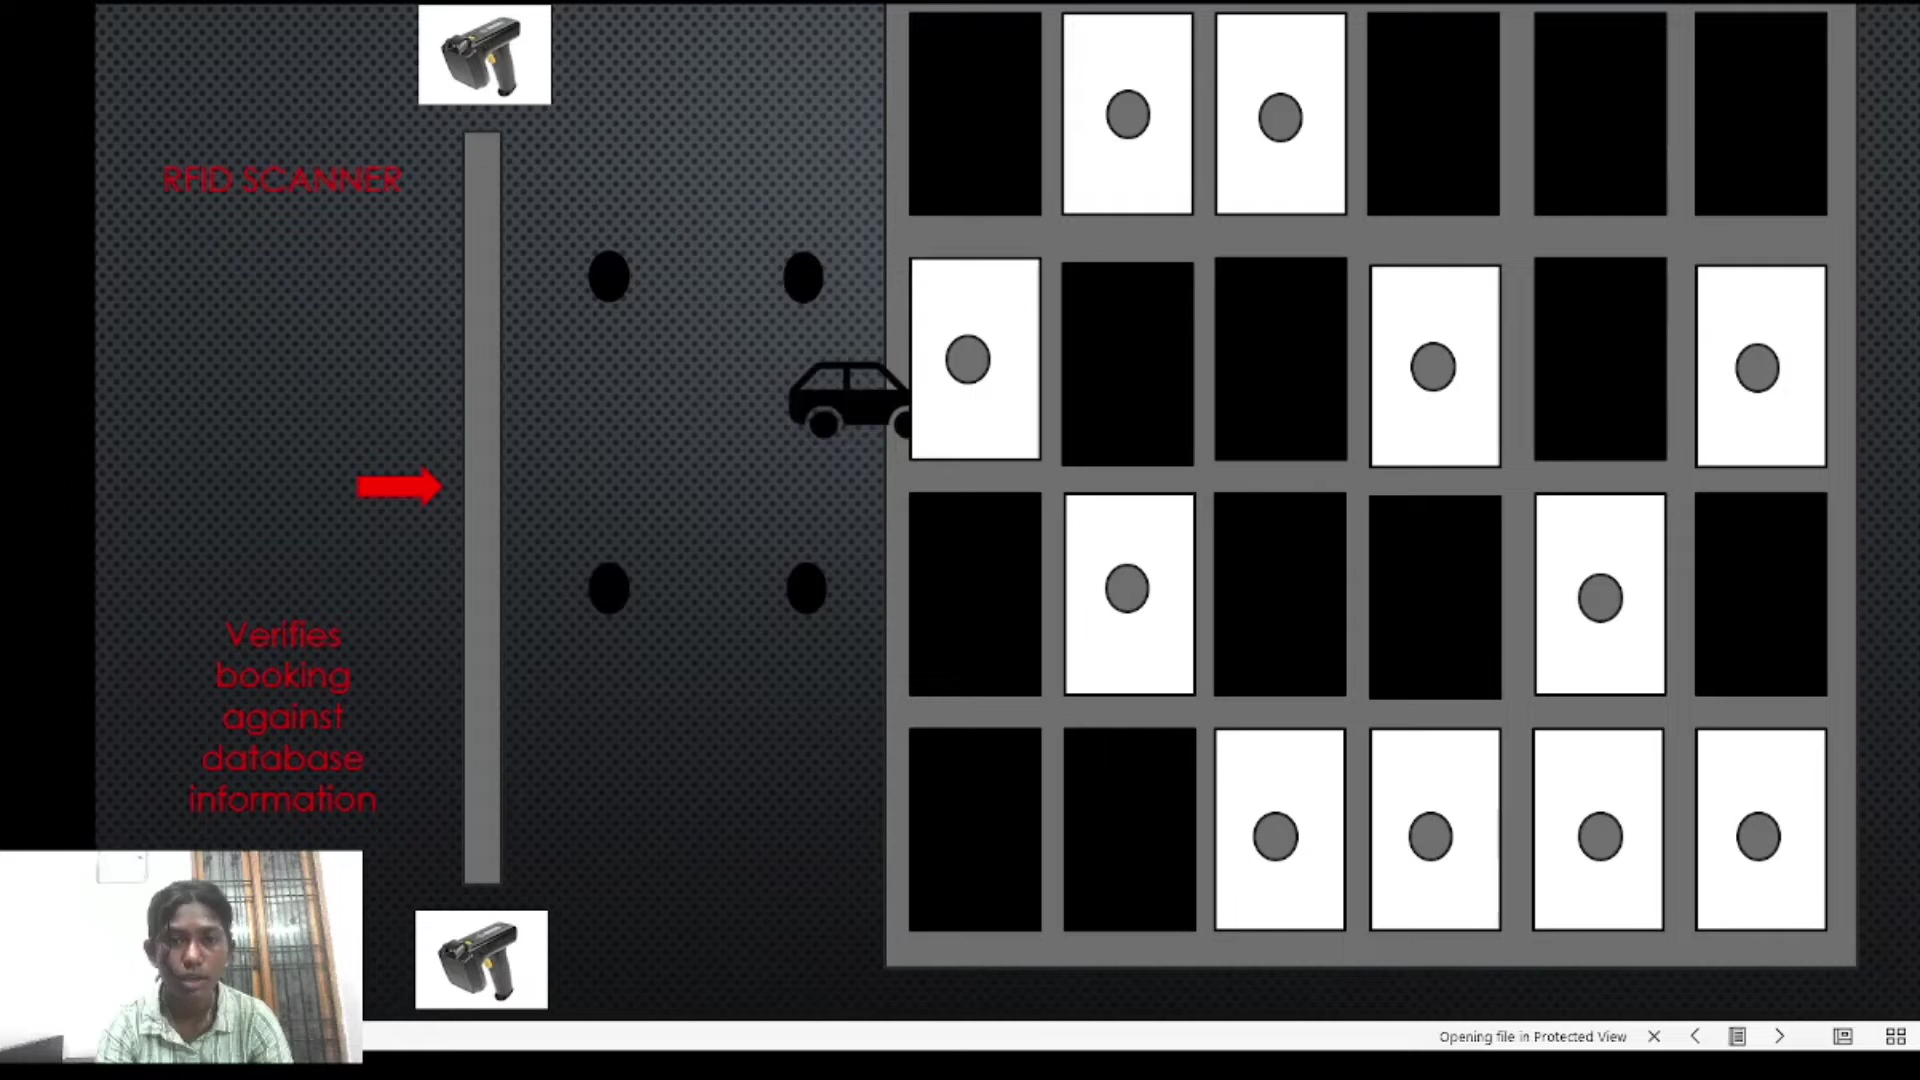 RFID SCANNER
Verifies
booking
against
database
information
Opening file in Protected View